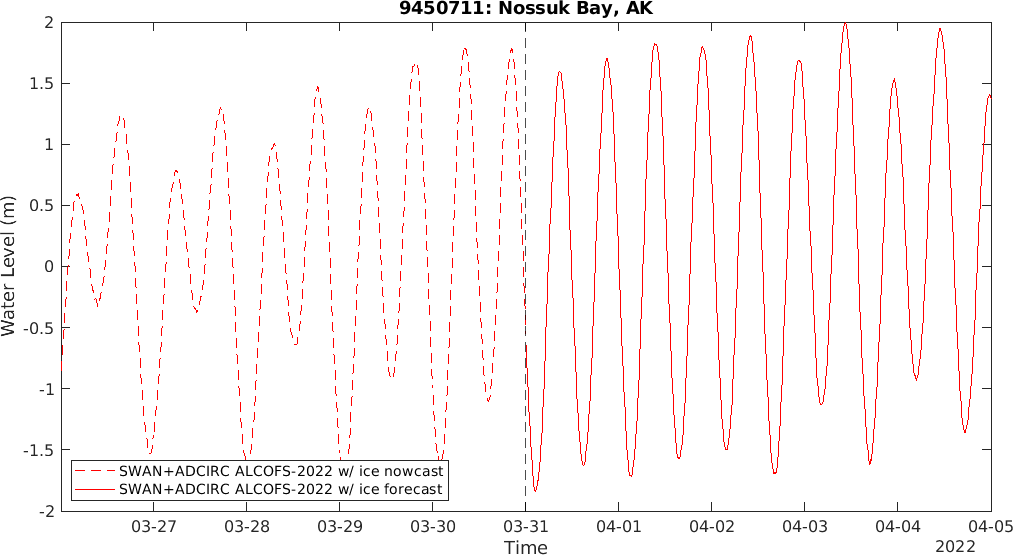 9450711: Nossuk Bay, AK
Water Level (m)
2
1.5
1
0.5
0
-0.5
-1
-1.5
-2
SWAN+ADCIRC ALCOFS-2022 w/ ice nowcast
SWAN+ADCIRC ALCOFS-2022 w/ ice forecast
03-27 03-28 03-29 03-30 03-31 04-01 04-02 04-03 04-04 04-05
Time
2022